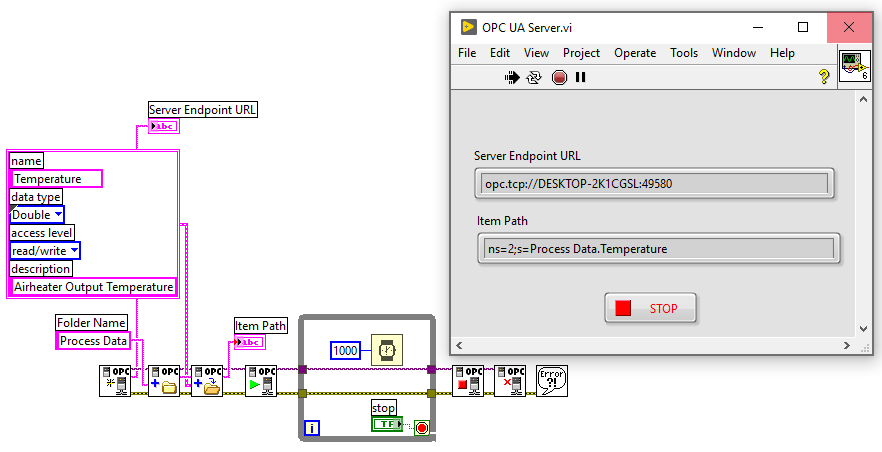 OPC UA Server.vi
File Edit View Project Operate Tools Window Help
6
Server Endpoint URL
opc.tcp://DESKTOP-2K1CGSL:49580
Item Path
ns=2;s=Process Data.Temperature
STOP
Server Endpoint URL
abc
name
Temperature
data type
Double
access level
read/write
description
Airheater Output Temperature
Folder Name
Process Data
Item Path
abc
1000
OPC OPC OPC OPC OPC OPC Error ?!
stop
TF
i